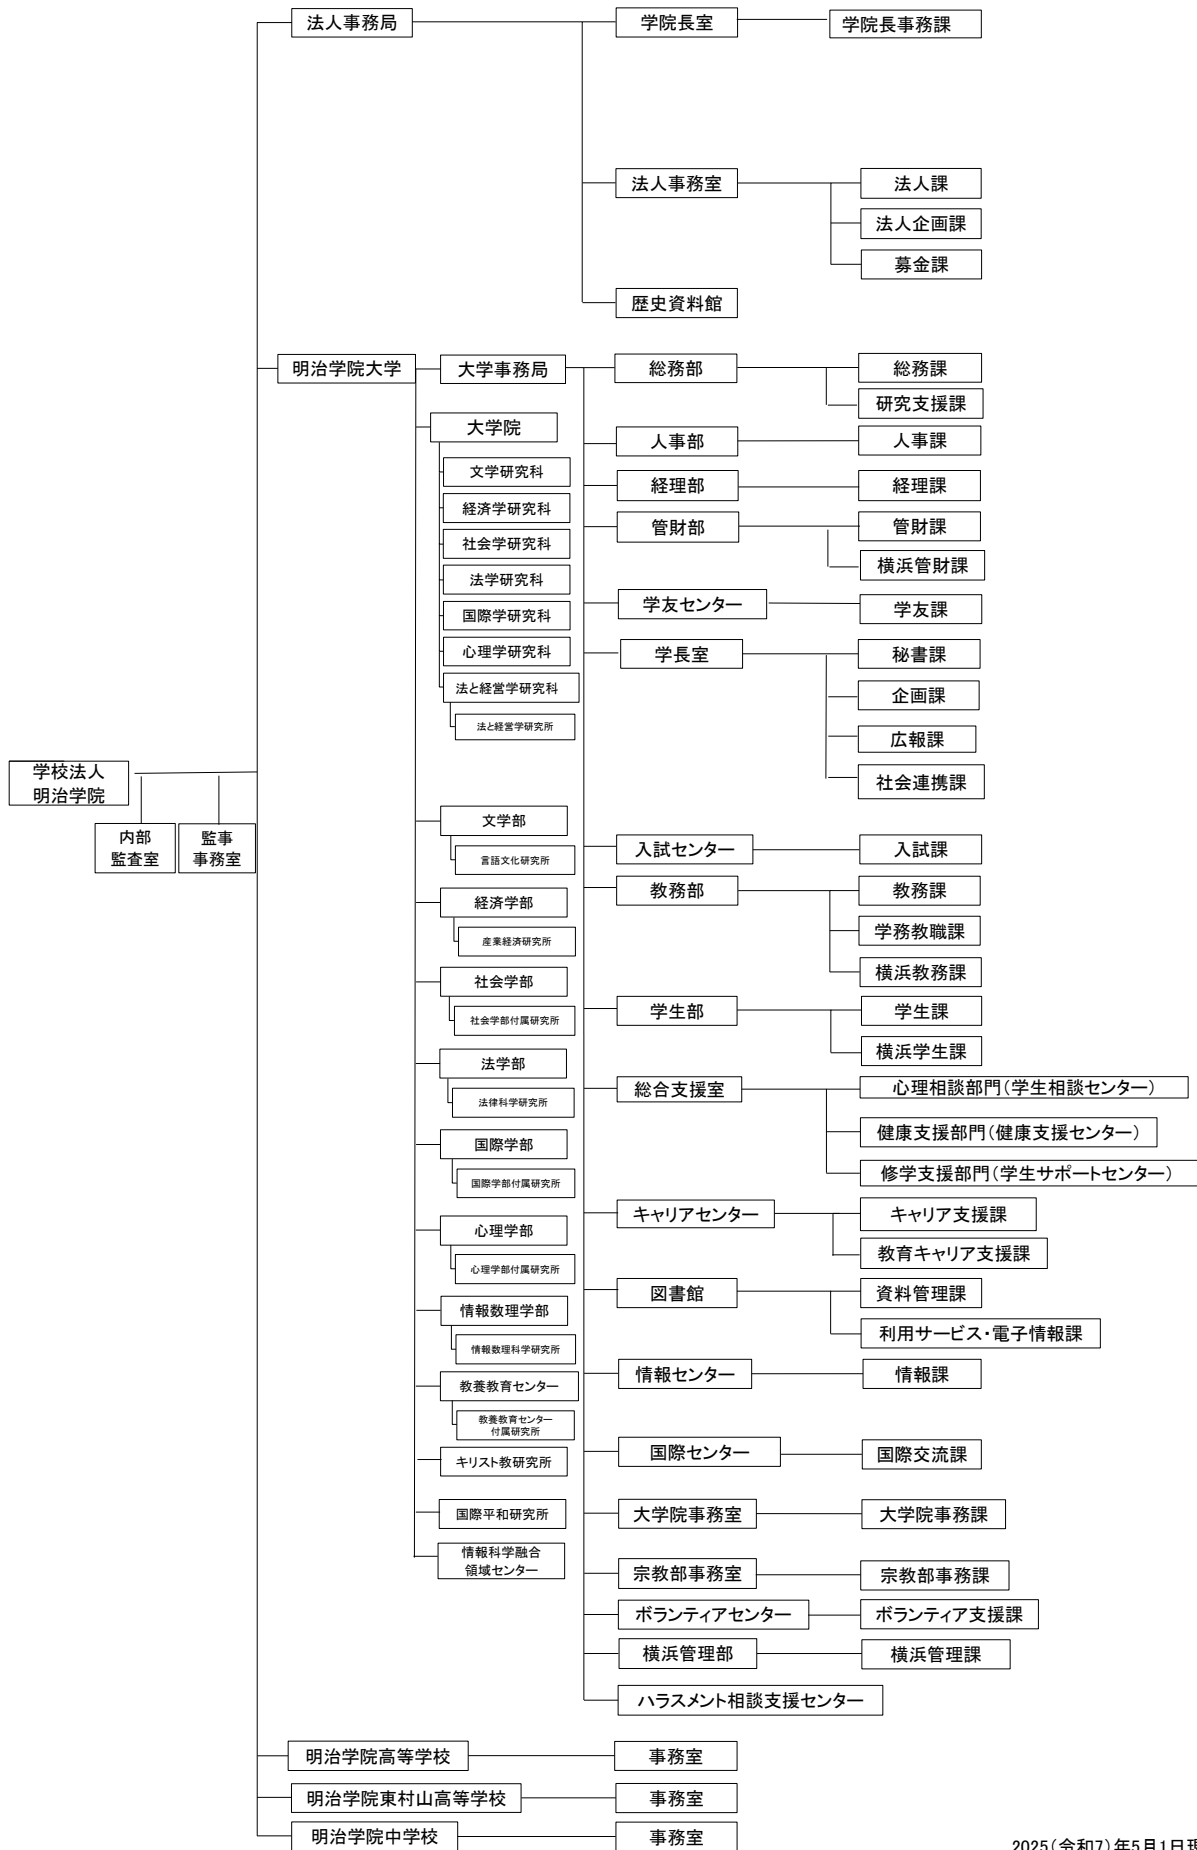 法人事務局
学院長室
学院長事務課
法人事務室
法人課
法人企画課
募金課
歴史資料館
明治学院大学
大学事務局
総務部
総務課
研究支援課
大学院
人事部
人事課
文学研究科
経理部
経理課
経済学研究科
管財部
管財課
社会学研究科
横浜管財課
法学研究科
学友センター
学友課
国際学研究科
心理学研究科
学長室
秘書課
法と経営学研究科
企画課
法と経営学研究所
広報課
社会連携課
学校法人
明治学院
内部
監査室
監事
事務室
文学部
言語文化研究所
入試センター
入試課
経済学部
教務部
教務課
産業経済研究所
学務教職課
社会学部
横浜教務課
社会学部付属研究所
学生部
学生課
法学部
横浜学生課
法律科学研究所
総合支援室
心理相談部門(学生相談センター)
国際学部
健康支援部門(健康支援センター)
国際学部付属研究所
修学支援部門(学生サポートセンター)
心理学部
キャリアセンター
キャリア支援課
心理学部付属研究所
教育キャリア支援課
情報数理学部
図書館
資料管理課
情報数理科学研究所
利用サービス・電子情報課
教養教育センター
情報センター
情報課
教養教育センター
付属研究所
キリスト教研究所
国際センター
国際交流課
国際平和研究所
大学院事務室
大学院事務課
情報科学融合
領域センター
宗教部事務室
宗教部事務課
ボランティアセンター
ボランティア支援課
横浜管理部
横浜管理課
ハラスメント相談支援センター
明治学院高等学校
事務室
明治学院東村山高等学校
事務室
明治学院中学校
事務室
2025(令和7)年5月1日現